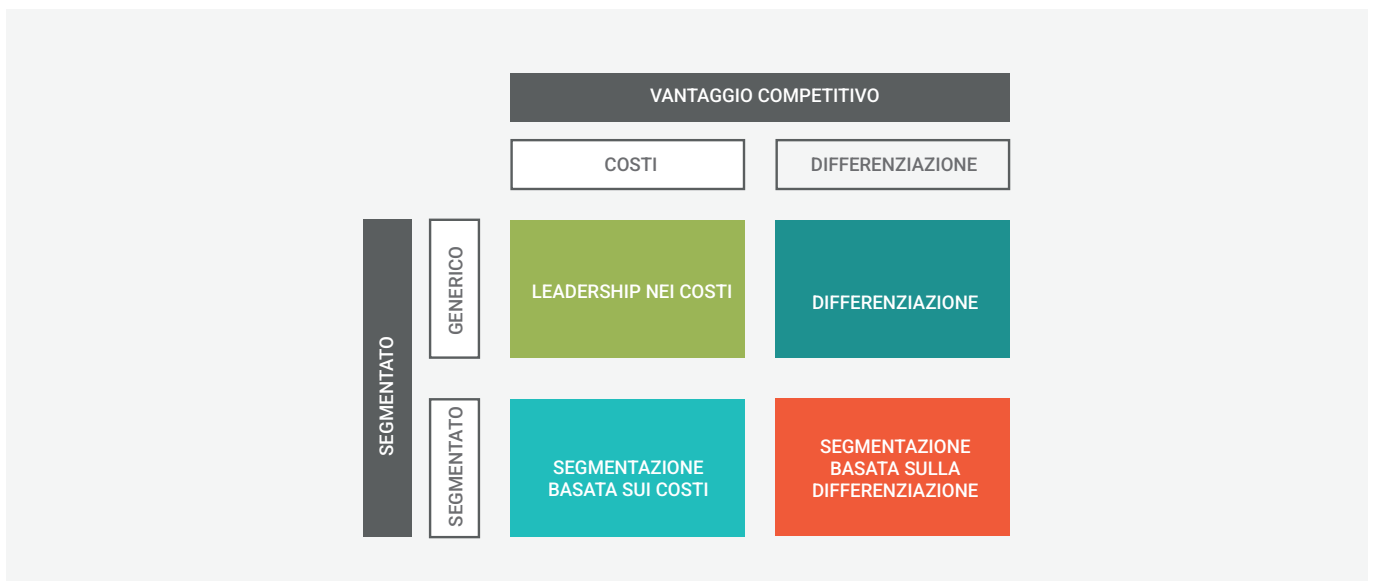 VANTAGGIO COMPETITIVO
COSTI
DIFFERENZIAZIONE
SEGMENTATO
GENERICO
LEADERSHIP NEI COSTI
DIFFERENZIAZIONE
SEGMENTATO
SEGMENTAZIONE
BASATA SUI COSTI
SEGMENTAZIONE
BASATA SULLA
DIFFERENZIAZIONE